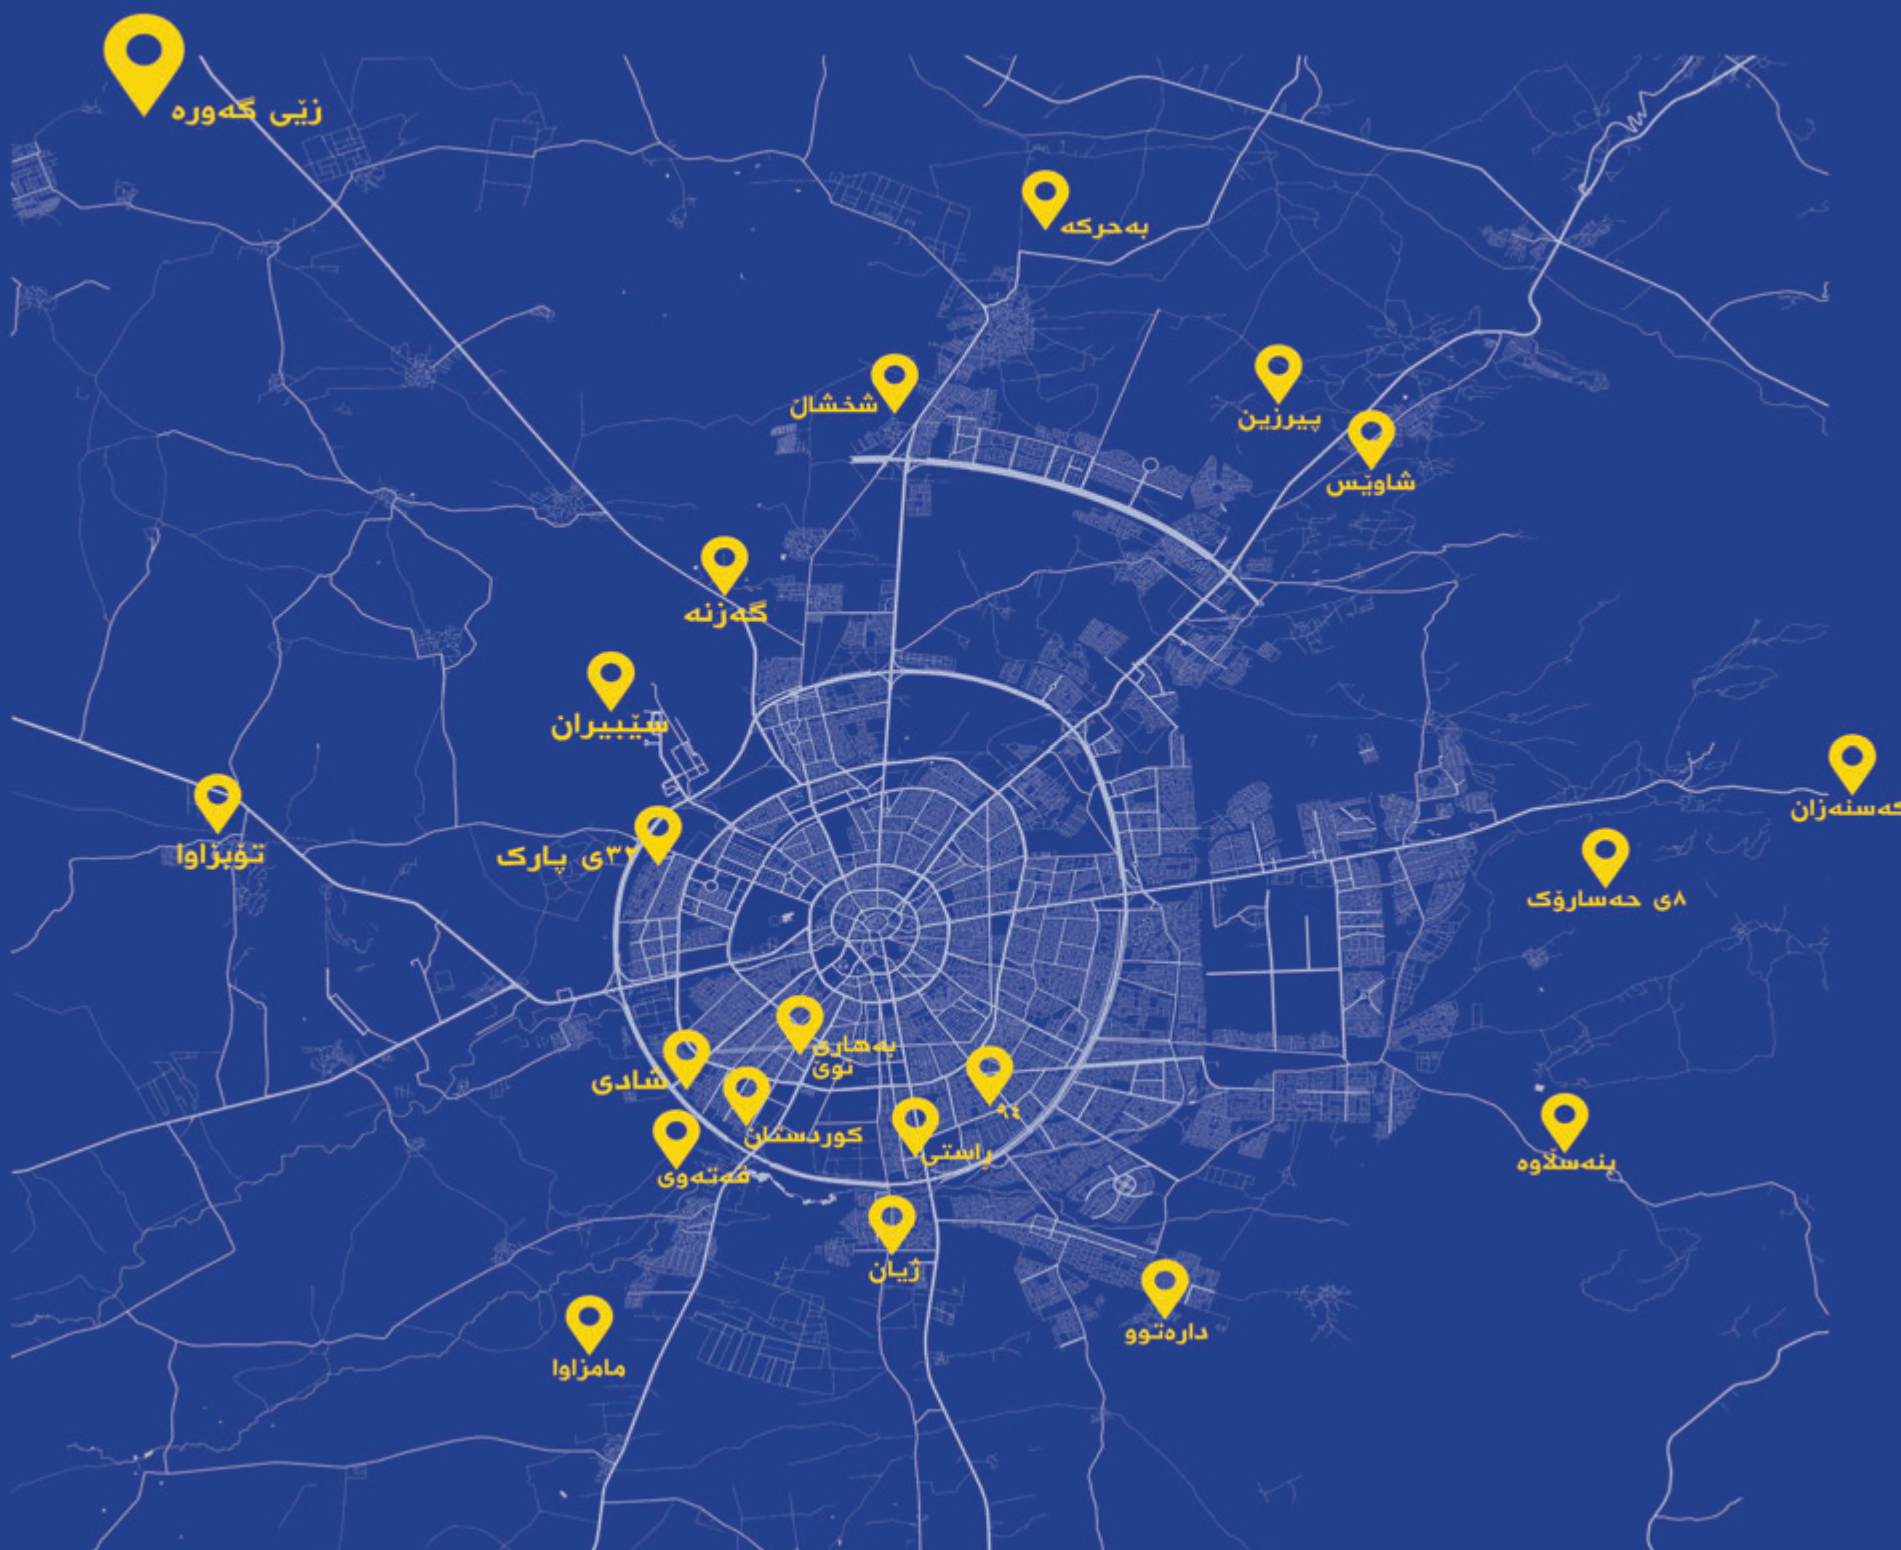 زێی گەورە
بەحرکە
شخشاڵ
پیرزین
شاوێس
گەزنە
سێبیران
کەسنەزان
تۆبزاوا
٣٢ی پارک
٨ی حەسارۆک
بەهاری
نوێ
شادی
٩٤
کوردستان
ڕاستی
قەتەوی
بنەسڵاوە
ژیان
دارەتوو
مامزاوا